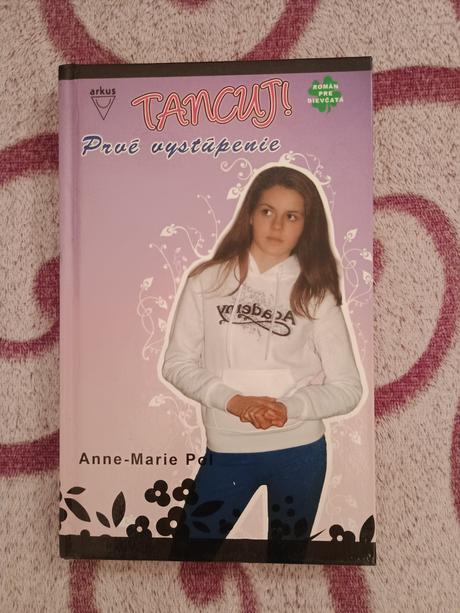 arkus
TANCUJ!
ROMÁN
PRE
DIEVČATÁ
Prvé vystúpenie
Academy
Anne-Marie Pol